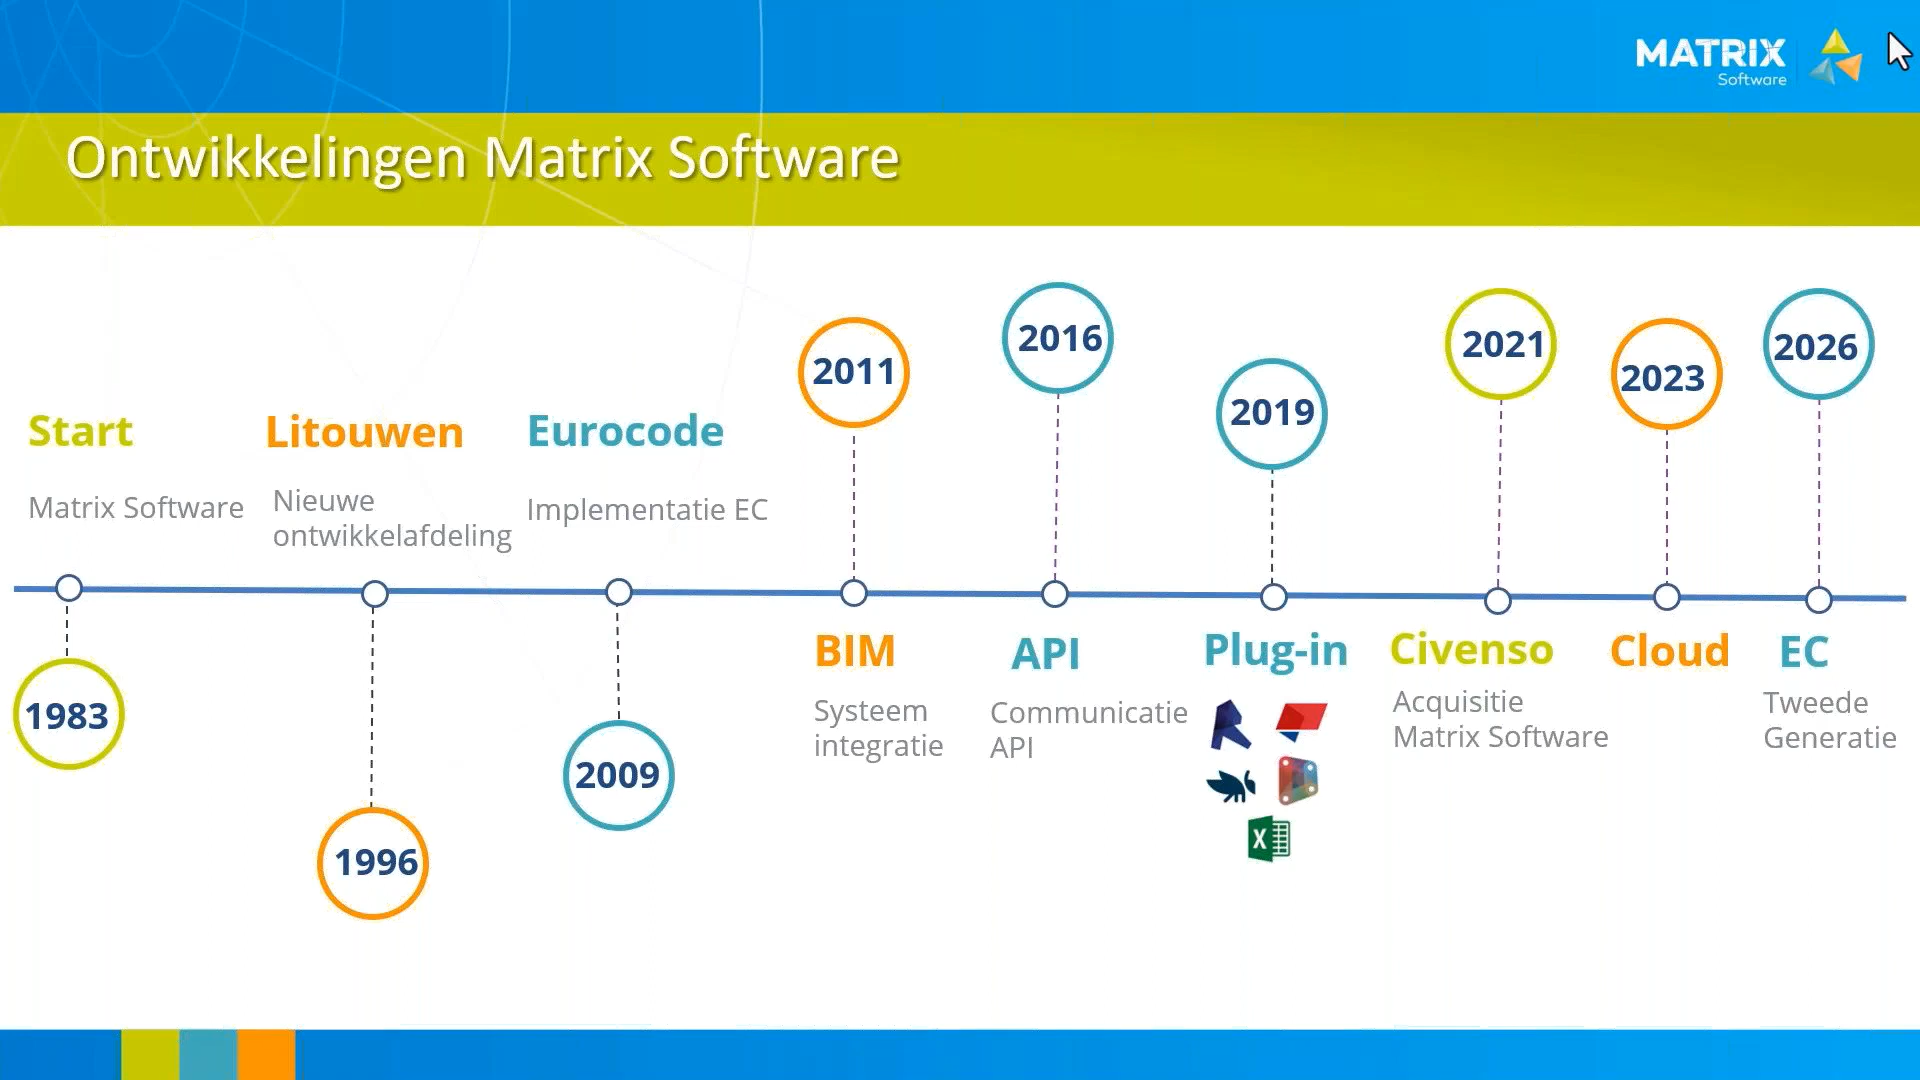 MATRIX
Software
Ontwikkelingen Matrix Software
Start
Matrix Software
1983
Litouwen
Nieuwe
ontwikkelafdeling
1996
Eurocode
Implementatie EC
2009
2011
BIM
Systeem
integratie
2016
API
Communicatie
API
2019
Plug-in
X
2021
Civenso
Acquisitie
Matrix Software
2023
Cloud
2026
EC
Tweede
Generatie